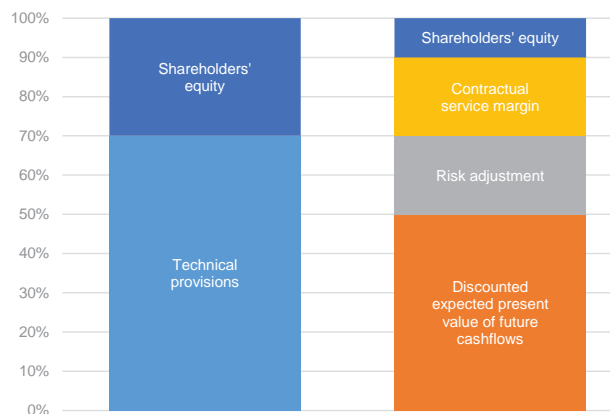 100%
90%
80%
70%
60%
50%
40%
30%
20%
10%
0%
Shareholders'
equity
Technical
provisions
Shareholders' equity
Contractual
service margin
Risk adjustment
Discounted
expected present
value of future
cashflows